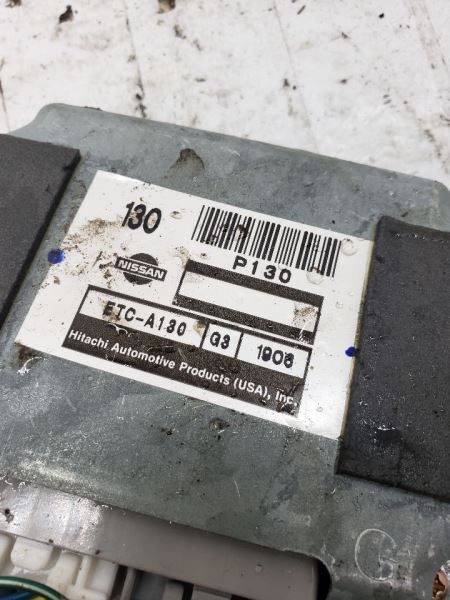 130
P130
NISSAN
ETC-A130 G3 1906
Hitachi Automotive Products (USA), Inc.
G